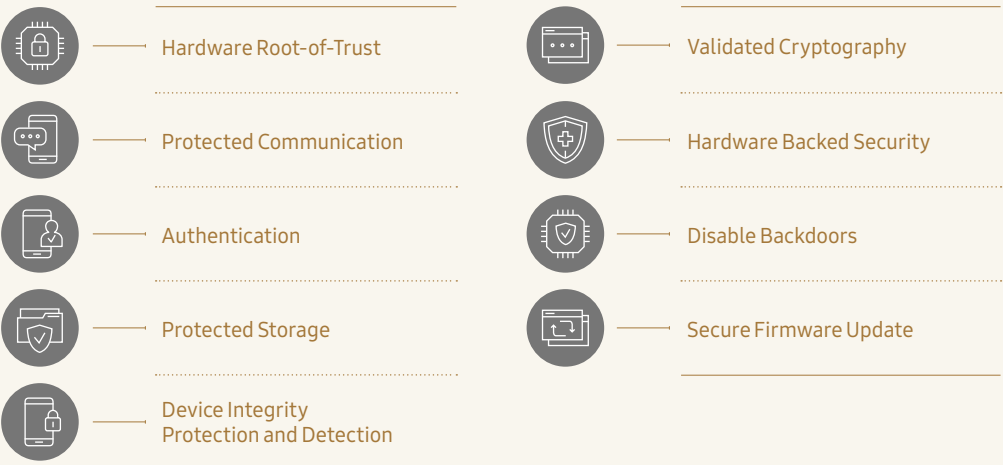 Hardware Root-of-Trust
Protected Communication
Authentication
Protected Storage
Device Integrity
Protection and Detection
Validated Cryptography
Hardware Backed Security
Disable Backdoors
Secure Firmware Update